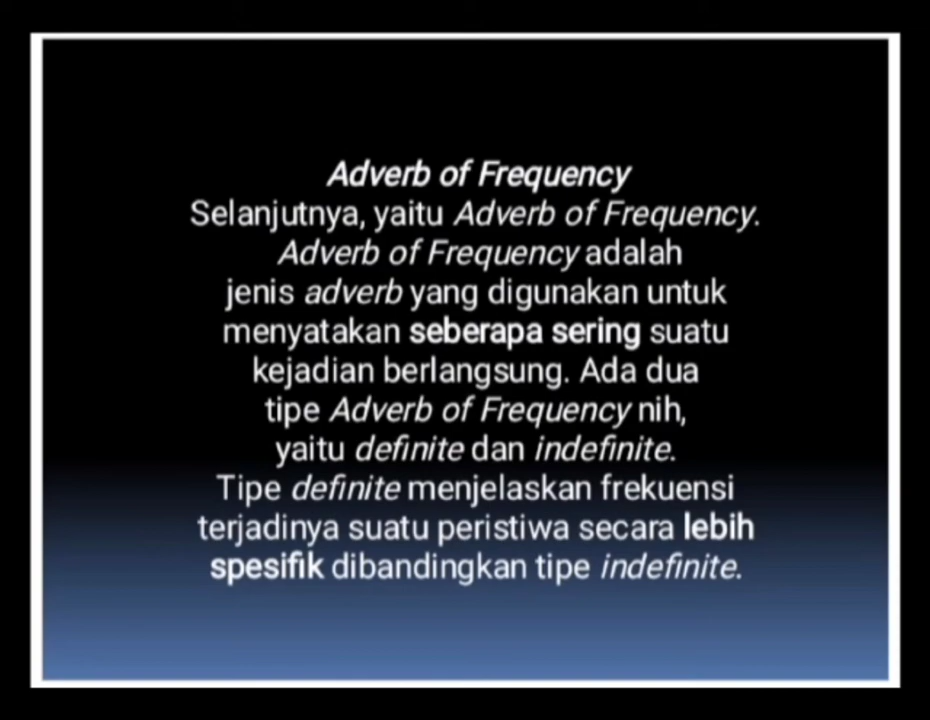 Adverb of Frequency
Selanjutnya, yaitu Adverb of Frequency.
Adverb of Frequency adalah
jenis adverb yang digunakan untuk
menyatakan seberapa sering suatu
kejadian berlangsung. Ada dua
tipe Adverb of Frequency nih,
yaitu definite dan indefinite.
Tipe definite menjelaskan frekuensi
terjadinya suatu peristiwa secara lebih
spesifik dibandingkan tipe indefinite.